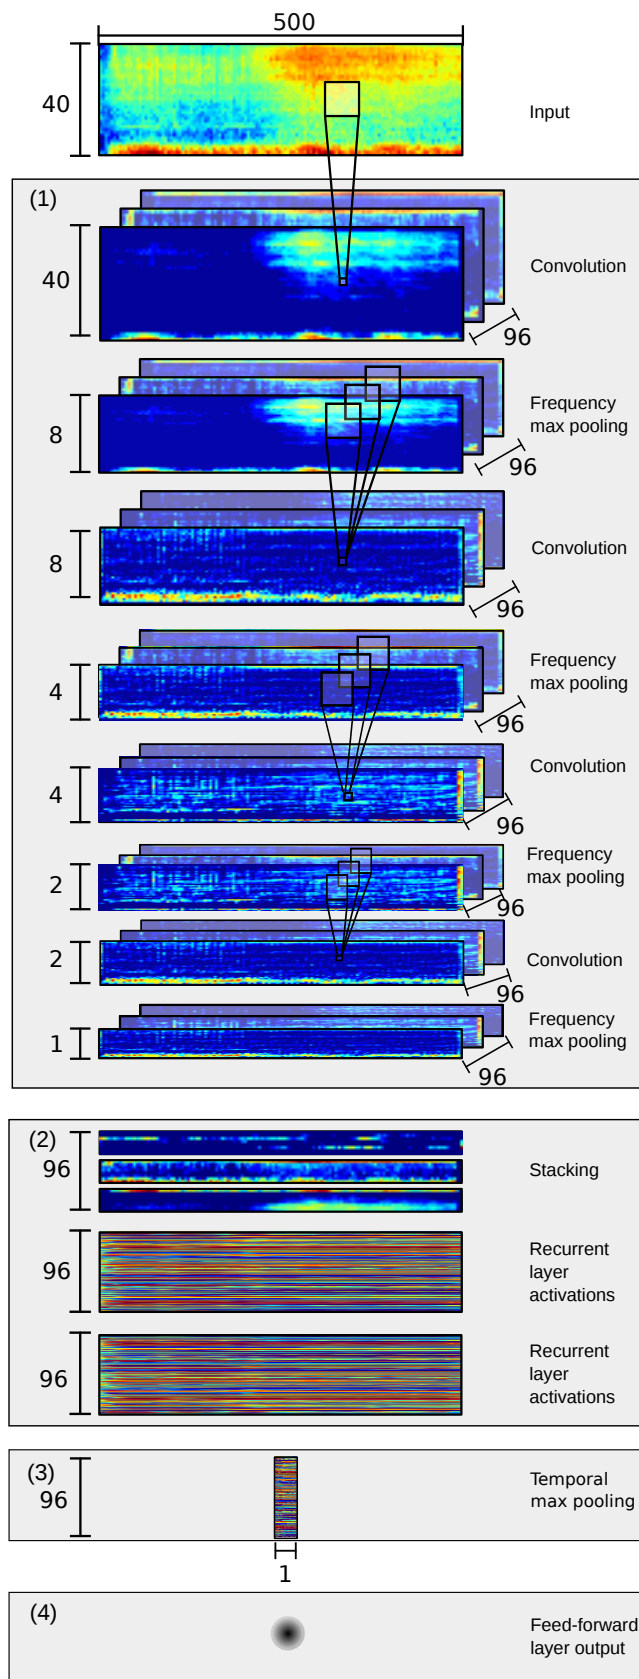 500
40
Input
(1)
40
Convolution
96
8
Frequency
max pooling
96
8
Convolution
96
4
Frequency
max pooling
96
4
Convolution
96
2
Frequency
max pooling
96
2
Convolution
96
1
Frequency
max pooling
96
(2)
96
Stacking
96
Recurrent
layer
activations
96
Recurrent
layer
activations
(3)
96
Temporal
max pooling
1
(4)
Feed-forward
layer output